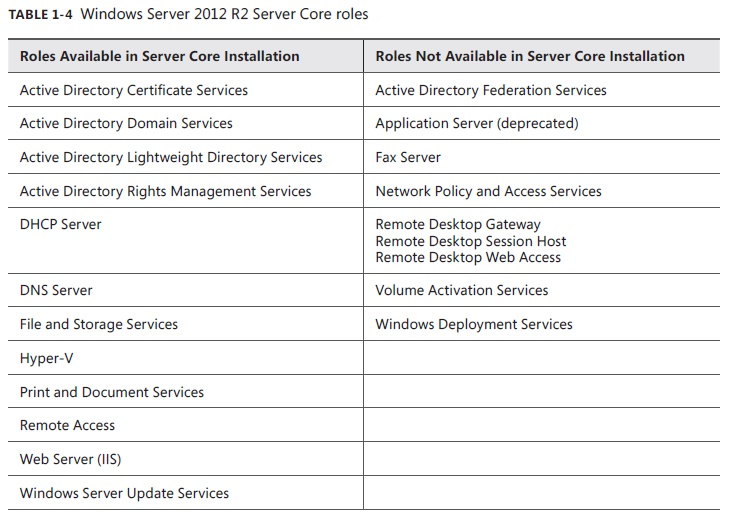 TABLE 1-4 Windows Server 2012 R2 Server Core roles
Roles Available in Server Core Installation Roles Not Available in Server Core Installation
Active Directory Certificate Services Active Directory Federation Services
Active Directory Domain Services Application Server (deprecated)
Active Directory Lightweight Directory Services Fax Server
Active Directory Rights Management Services Network Policy and Access Services
DHCP Server Remote Desktop Gateway
Remote Desktop Session Host
Remote Desktop Web Access
DNS Server Volume Activation Services
File and Storage Services Windows Deployment Services
Hyper-V
Print and Document Services
Remote Access
Web Server (IIS)
Windows Server Update Services